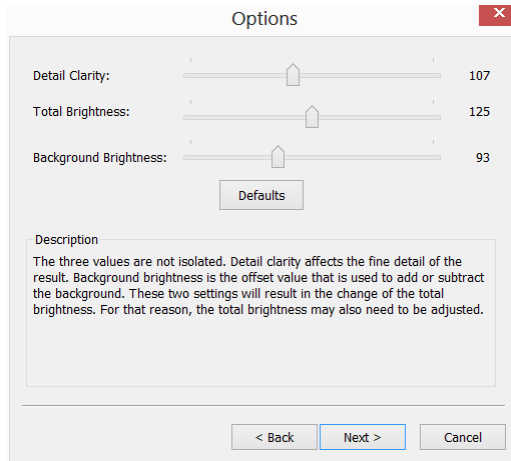 Options
Detail Clarity: 107
Total Brightness: 125
Background Brightness: 93
Defaults
Description
The three values are not isolated. Detail clarity affects the fine detail of the
result. Background brightness is the offset value that is used to add or subtract
the background. These two settings will result in the change of the total
brightness. For that reason, the total brightness may also need to be adjusted.
< Back Next > Cancel